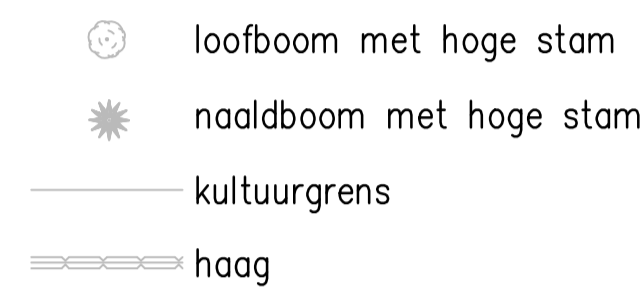 loofboom met hoge stam
naaldboom met hoge stam
kultuurgrens
haag